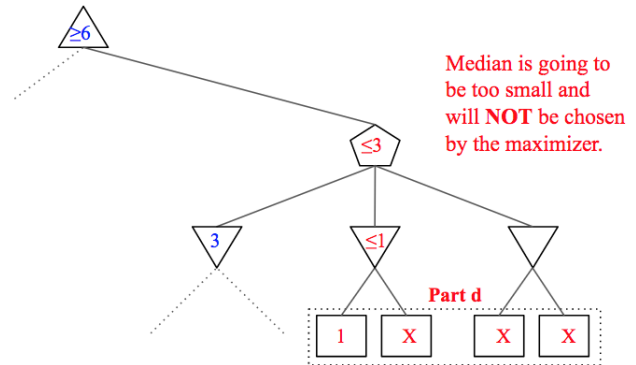 ≥6
Median is going to
be too small and
will NOT be chosen
by the maximizer.
≤3
3 ≤1
Part d
1 X X X